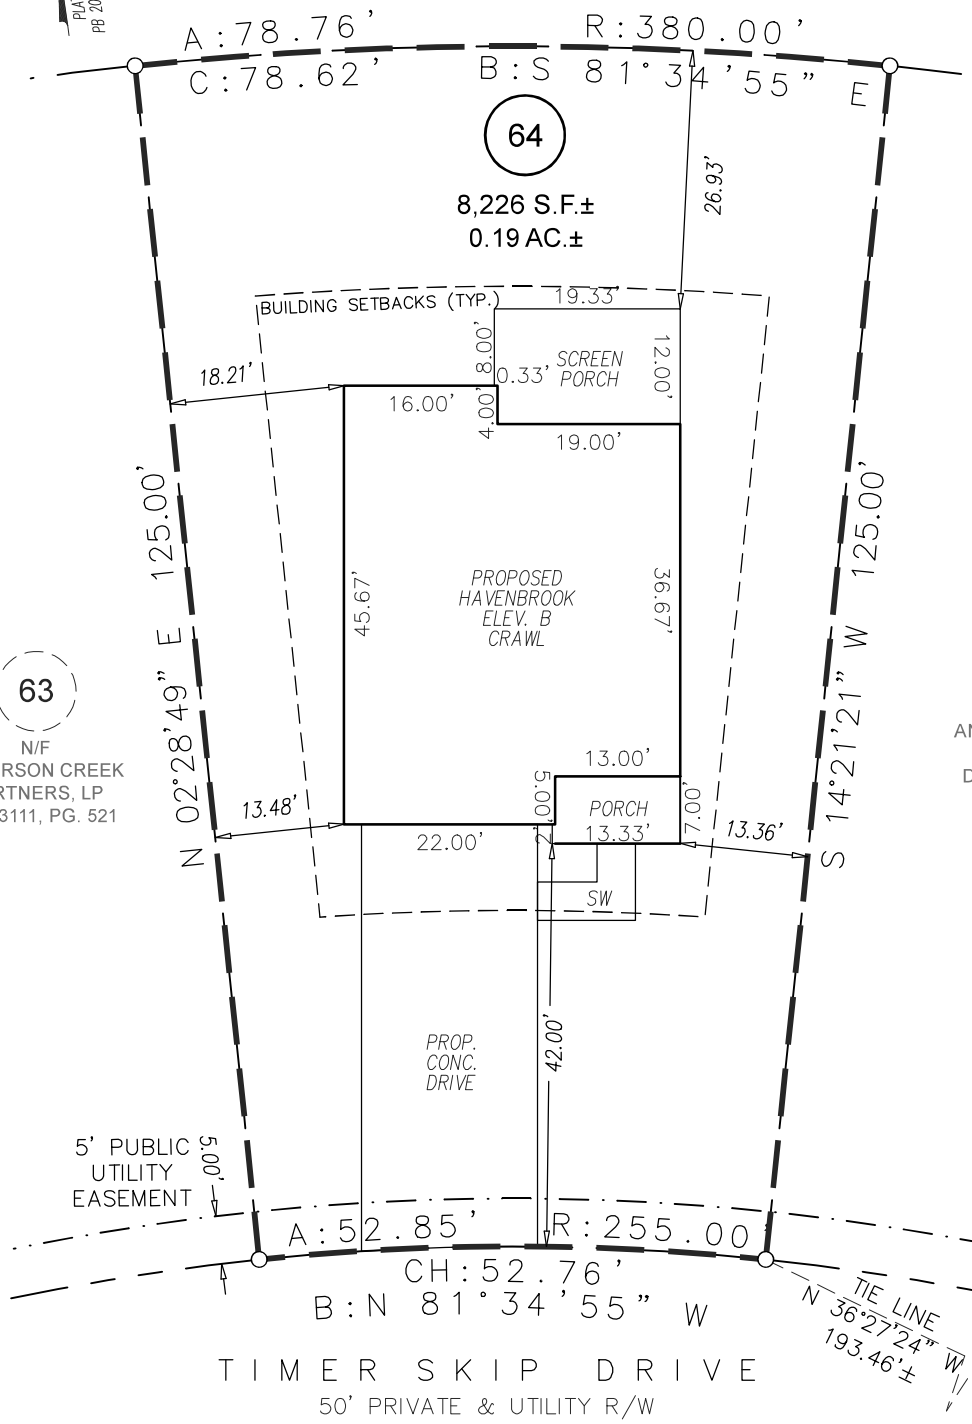 PLA
PB 20
A:78.76'
R:380.00'
C:78.62'
B:S 81°34'55" E
64
8,226 S.F.±
0.19 AC.±
26.93'
BUILDING SETBACKS (TYP.)
19.33'
8.00'
0.33'
SCREEN
PORCH
12.00'
18.21'
16.00'
4.00'
19.00'
N 02°28'49" E 125.00'
S 14°21'21" W 125.00'
45.67'
PROPOSED
HAVENBROOK
ELEV. B
CRAWL
36.67'
63
N/F
RSON CREEK
RTNERS, LP
3111, PG. 521
AN
D
13.00'
5.00'
PORCH
7.00'
13.48'
22.00'
2'
13.33'
13.36'
SW
42.00'
PROP.
CONC.
DRIVE
5' PUBLIC
UTILITY
EASEMENT
5.00'
A:52.85'
R:255.00'
CH:52.76'
B:N 81°34'55" W
TIE LINE
N 36°27'24" W
193.46'±
TIMER SKIP DRIVE
50' PRIVATE & UTILITY R/W